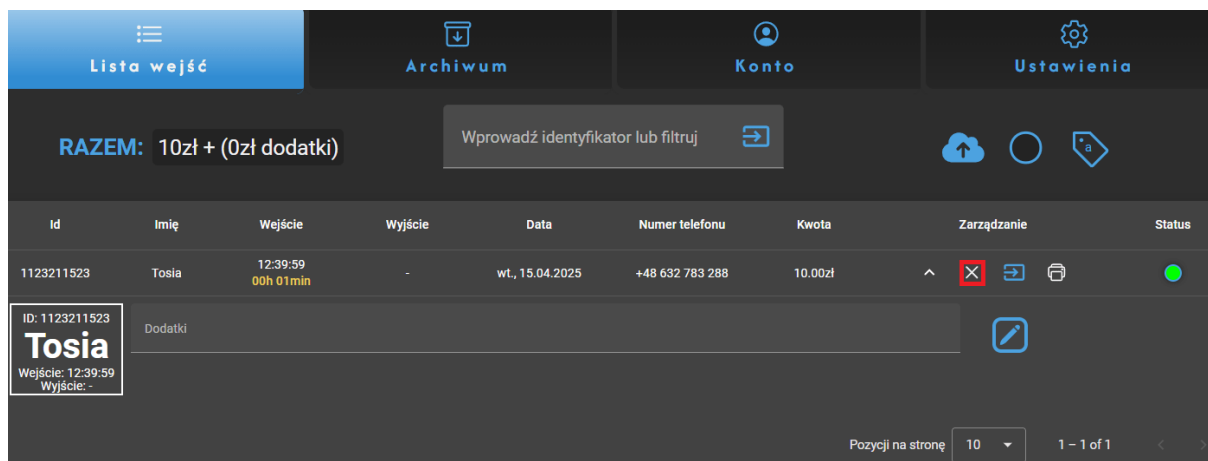 Lista wejść
Archiwum
Konto
Ustawienia
RAZEM: 10zł + (0zł dodatki)
Wprowadź identyfikator lub filtruj
a
Id Imię Wejście Wyjście Data Numer telefonu Kwota Zarządzanie Status
1123211523 Tosia 12:39:59 - wt., 15.04.2025 +48 632 783 288 10.00zł
00h 01min
ID: 1123211523
Tosia
Wejście: 12:39:59
Wyjście: -
Dodatki
Pozycji na stronę 10 1 – 1 of 1